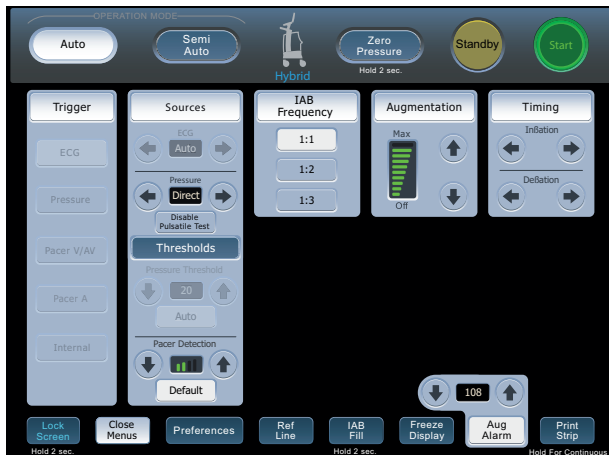 OPERATION MODE
Auto
Semi
Auto
Hybrid
Zero
Pressure
Hold 2 sec.
Standby
Start
Trigger
ECG
Pressure
Pacer V/AV
Pacer A
Internal
Sources
ECG
Auto
Pressure
Direct
Disable
Pulsatile Test
Thresholds
Pressure Threshold
20
Auto
Pacer Detection
Default
IAB
Frequency
1:1
1:2
1:3
Augmentation
Max
Off
Timing
Inßation
Deßation
108
Lock
Screen
Hold 2 sec.
Close
Menus
Preferences
Ref
Line
IAB
Fill
Hold 2 sec.
Freeze
Display
Aug
Alarm
Print
Strip
Hold For Continuous